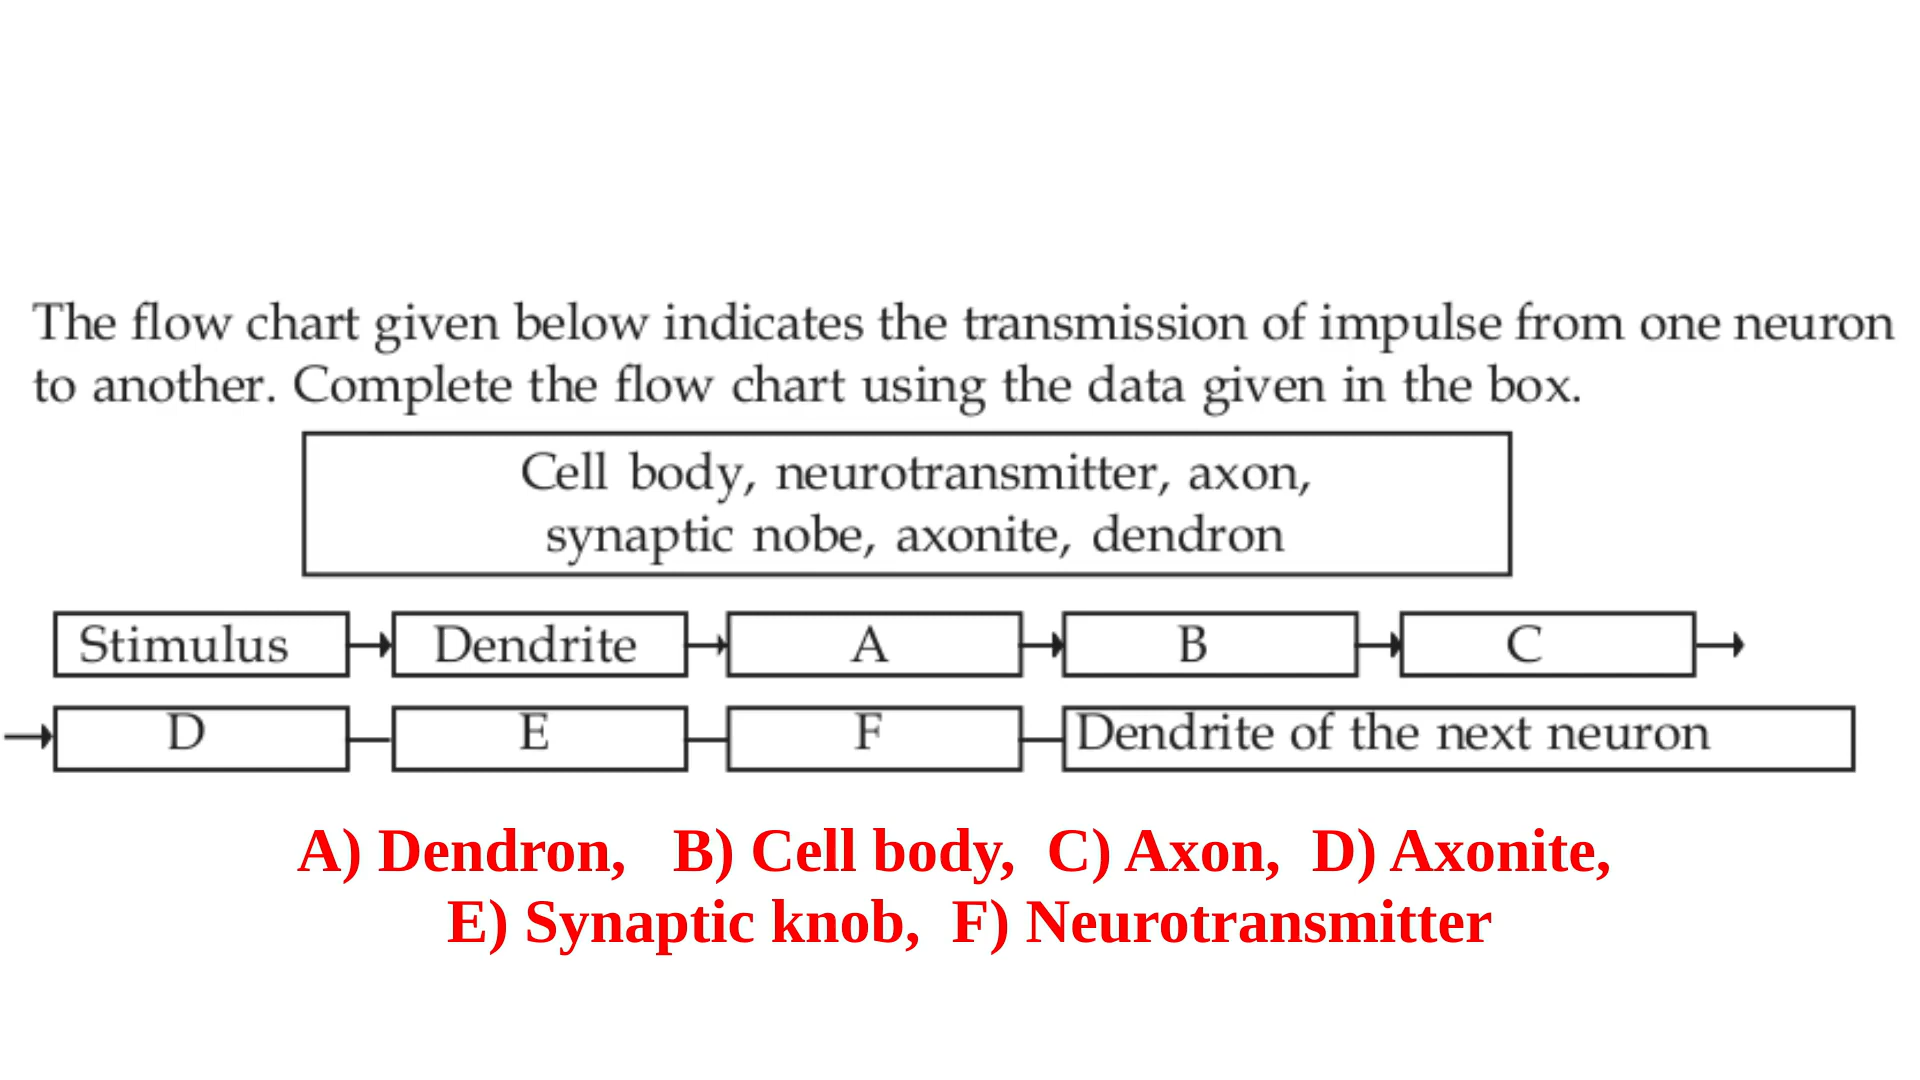 The flow chart given below indicates the transmission of impulse from one neuron
to another. Complete the flow chart using the data given in the box.
Cell body, neurotransmitter, axon,
synaptic nobe, axonite, dendron
Stimulus Dendrite A B C
D E F Dendrite of the next neuron
A) Dendron, B) Cell body, C) Axon, D) Axonite,
E) Synaptic knob, F) Neurotransmitter